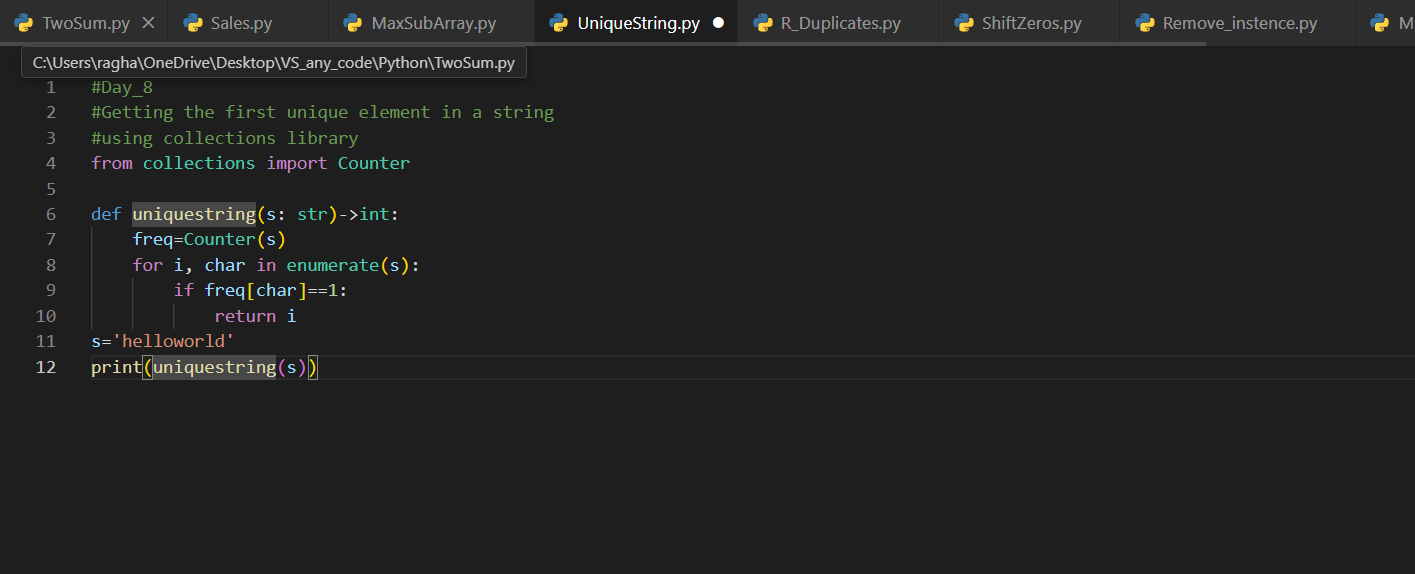 TwoSum.py Sales.py MaxSubArray.py UniqueString.py R_Duplicates.py ShiftZeros.py Remove_instence.py M
C:\Users\ragha\OneDrive\Desktop\VS_any_code\Python\TwoSum.py
1 #Day_8
2 #Getting the first unique element in a string
3 #using collections library
4 from collections import Counter
5
6 def uniquestring(s: str)->int:
7     freq=Counter(s)
8     for i, char in enumerate(s):
9         if freq[char]==1:
10             return i
11 s='helloworld'
12 print(uniquestring(s))